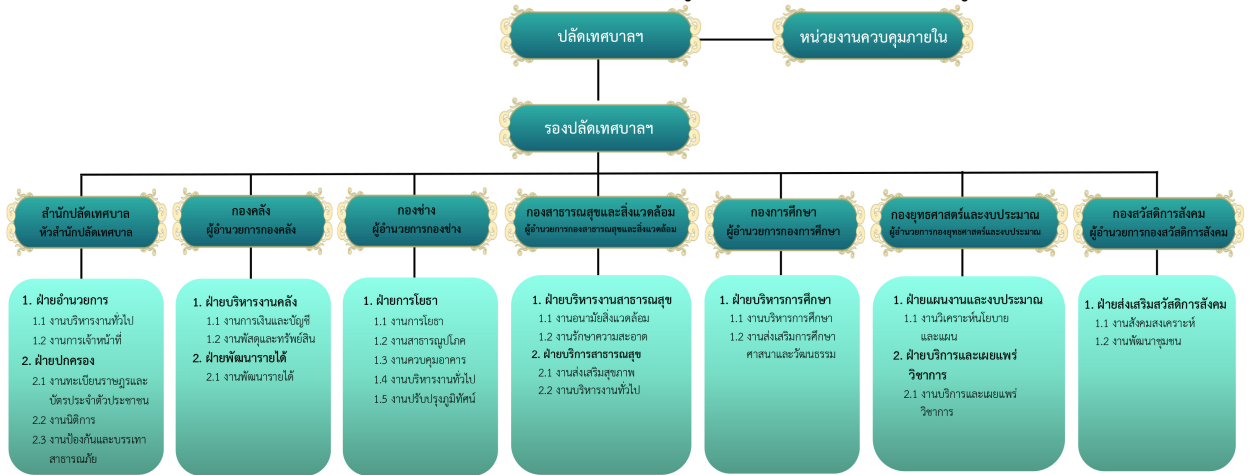 ปลัดเทศบาลฯ
หน่วยงานควบคุมภายใน
รองปลัดเทศบาลฯ
สำนักปลัดเทศบาล
หัวสำนักปลัดเทศบาล
กองคลัง
ผู้อำนวยการกองคลัง
กองช่าง
ผู้อำนวยการกองช่าง
กองสาธารณสุขและสิ่งแวดล้อม
ผู้อำนวยการกองสาธารณสุขและสิ่งแวดล้อม
กองการศึกษา
ผู้อำนวยการกองการศึกษา
กองยุทธศาสตร์และงบประมาณ
ผู้อำนวยการกองยุทธศาสตร์และงบประมาณ
กองสวัสดิการสังคม
ผู้อำนวยการกองสวัสดิการสังคม
1. ฝ่ายอำนวยการ
1.1 งานบริหารงานทั่วไป
1.2 งานการเจ้าหน้าที่
2. ฝ่ายปกครอง
2.1 งานทะเบียนราษฎรและ
บัตรประจำตัวประชาชน
2.2 งานนิติการ
2.3 งานป้องกันและบรรเทา
สาธารณภัย
1. ฝ่ายบริหารงานคลัง
1.1 งานการเงินและบัญชี
1.2 งานพัสดุและทรัพย์สิน
2. ฝ่ายพัฒนารายได้
2.1 งานพัฒนารายได้
1. ฝ่ายการโยธา
1.1 งานการโยธา
1.2 งานสาธารณูปโภค
1.3 งานควบคุมอาคาร
1.4 งานบริหารงานทั่วไป
1.5 งานปรับปรุงภูมิทัศน์
1. ฝ่ายบริหารงานสาธารณสุข
1.1 งานอนามัยสิ่งแวดล้อม
1.2 งานรักษาความสะอาด
2. ฝ่ายบริการสาธารณสุข
2.1 งานส่งเสริมสุขภาพ
2.2 งานบริหารงานทั่วไป
1. ฝ่ายบริหารการศึกษา
1.1 งานบริหารการศึกษา
1.2 งานส่งเสริมการศึกษา
ศาสนาและวัฒนธรรม
1. ฝ่ายแผนงานและงบประมาณ
1.1 งานวิเคราะห์นโยบาย
และแผน
2. ฝ่ายบริการและเผยแพร่
วิชาการ
2.1 งานบริการและเผยแพร่
วิชาการ
1. ฝ่ายส่งเสริมสวัสดิการสังคม
1.1 งานสังคมสงเคราะห์
1.2 งานพัฒนาชุมชน